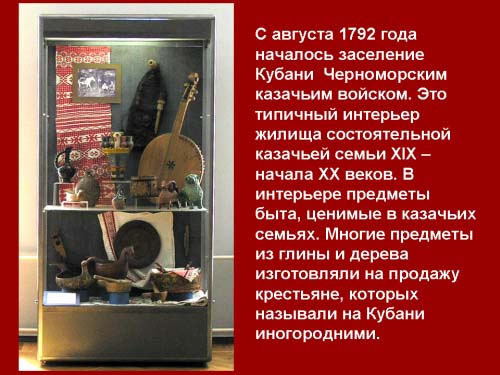 С августа 1792 года
началось заселение
Кубани Черноморским
казачьим войском. Это
типичный интерьер
жилища состоятельной
казачьей семьи XIX –
начала XX веков. В
интерьере предметы
быта, ценимые в казачьих
семьях. Многие предметы
из глины и дерева
изготовляли на продажу
крестьяне, которых
называли на Кубани
иногородними.